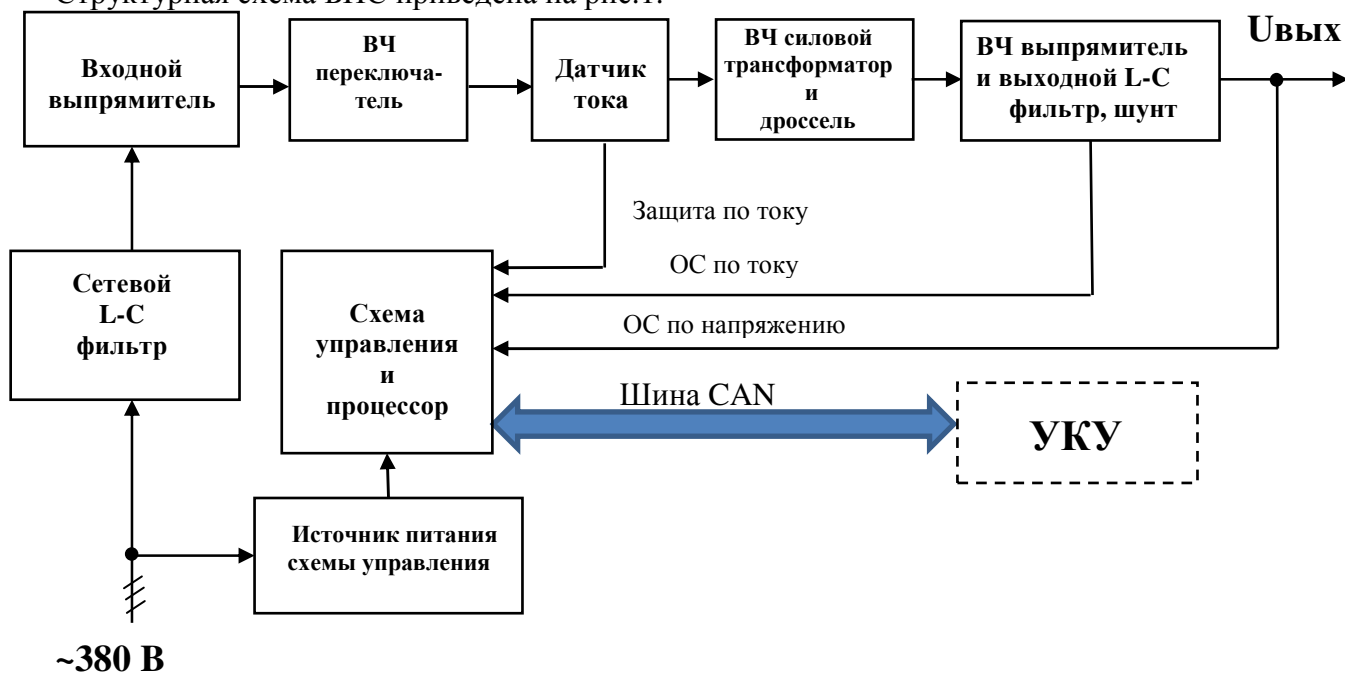 Структурная схема БПС приведена на рис.1.
Uвых
Входной
выпрямитель
ВЧ
переключа-
тель
Датчик
тока
ВЧ силовой
трансформатор
и
дроссель
ВЧ выпрямитель
и выходной L-C
фильтр, шунт
Защита по току
ОС по току
ОС по напряжению
Сетевой
L-C
фильтр
Схема
управления
и
процессор
Шина CAN
УКУ
Источник питания
схемы управления
~380 В